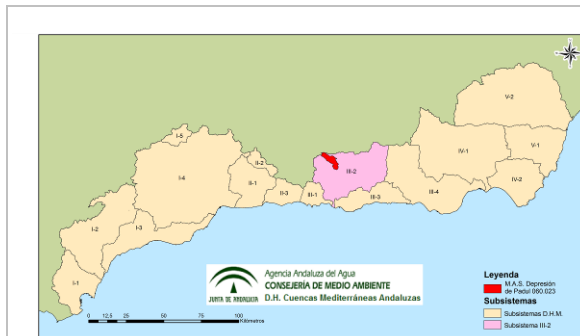 V-2
I-5
II-2
IV-1
V-1
III-2
I-4
II-1
IV-2
II-3
III-1
III-3
III-4
I-2
I-3
I-1
Agencia Andaluza del Agua
CONSEJERÍA DE MEDIO AMBIENTE
JUNTA DE ANDALUCIA
D.H. Cuencas Mediterráneas Andaluzas
Leyenda
M.A.S. Depresión
de Padul 060.023
Subsistemas
Subsistemas D.H.M.
Subsistema III-2
0 12,5 25 50 75 100
Kilómetros